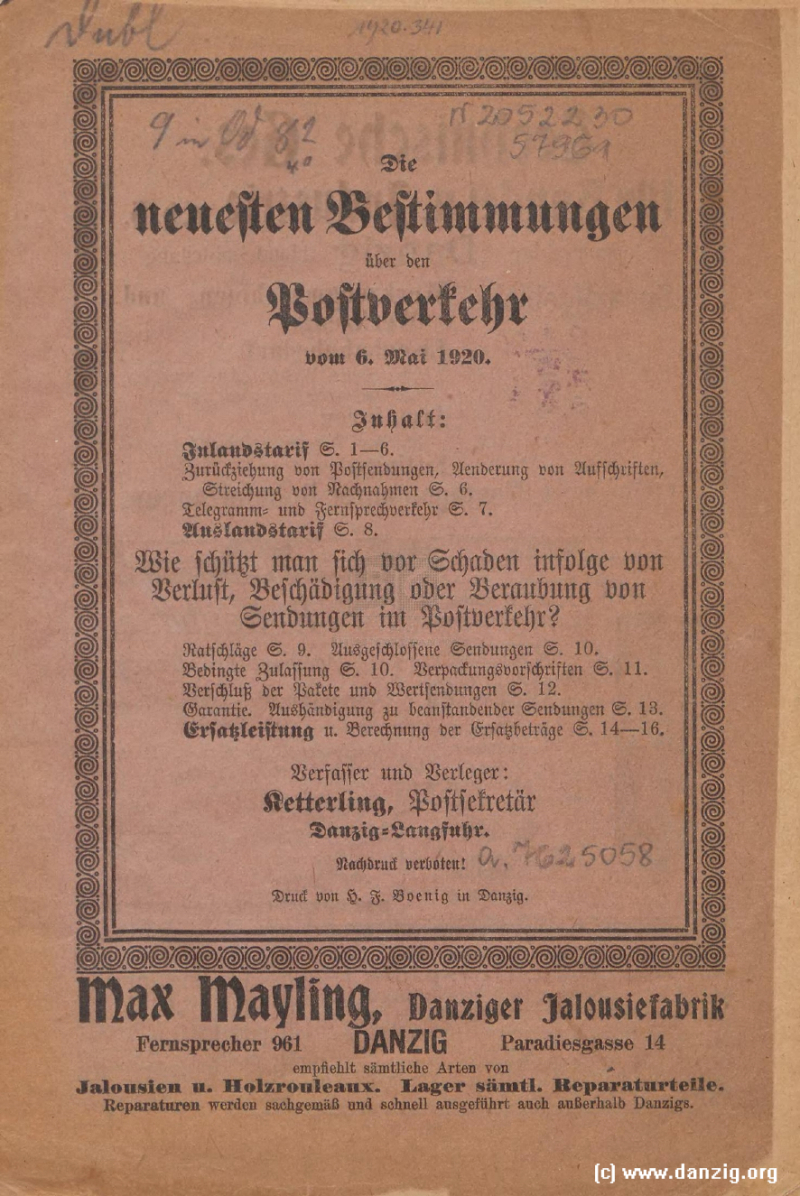 Dubl
1920.341
9 in Od 82
4°
N 2052230
57961
Die
neuesten Bestimmungen
über den
Postverkehr
vom 6. Mai 1920.
Inhalt:
Inlandstarif S. 1—6.
Zurückziehung von Postsendungen, Aenderung von Aufschriften,
Streichung von Nachnahmen S. 6.
Telegramm- und Fernsprechverkehr S. 7.
Auslandstarif S. 8.
Wie schützt man sich vor Schaden infolge von
Verlust, Beschädigung oder Beraubung von
Sendungen im Postverkehr?
Ratschläge S. 9. Ausgeschlossene Sendungen S. 10.
Bedingte Zulassung S. 10. Verpackungsvorschriften S. 11.
Verschluß der Pakete und Wertsendungen S. 12.
Garantie. Aushändigung zu beanstandender Sendungen S. 13.
Ersatzleistung u. Berechnung der Ersatzbeträge S. 14—16.
Verfasser und Verleger:
Ketterling, Postsekretär
Danzig-Langfuhr.
Nachdruck verboten!
a. 7625058
Druck von H. F. Boenig in Danzig.
Max Mayling, Danziger Jalousiefabrik
Fernsprecher 961 DANZIG Paradiesgasse 14
empfiehlt sämtliche Arten von
Jalousien u. Holzrouleaux. Lager sämtl. Reparaturteile.
Reparaturen werden sachgemäß und schnell ausgeführt auch außerhalb Danzigs.
(c) www.danzig.org